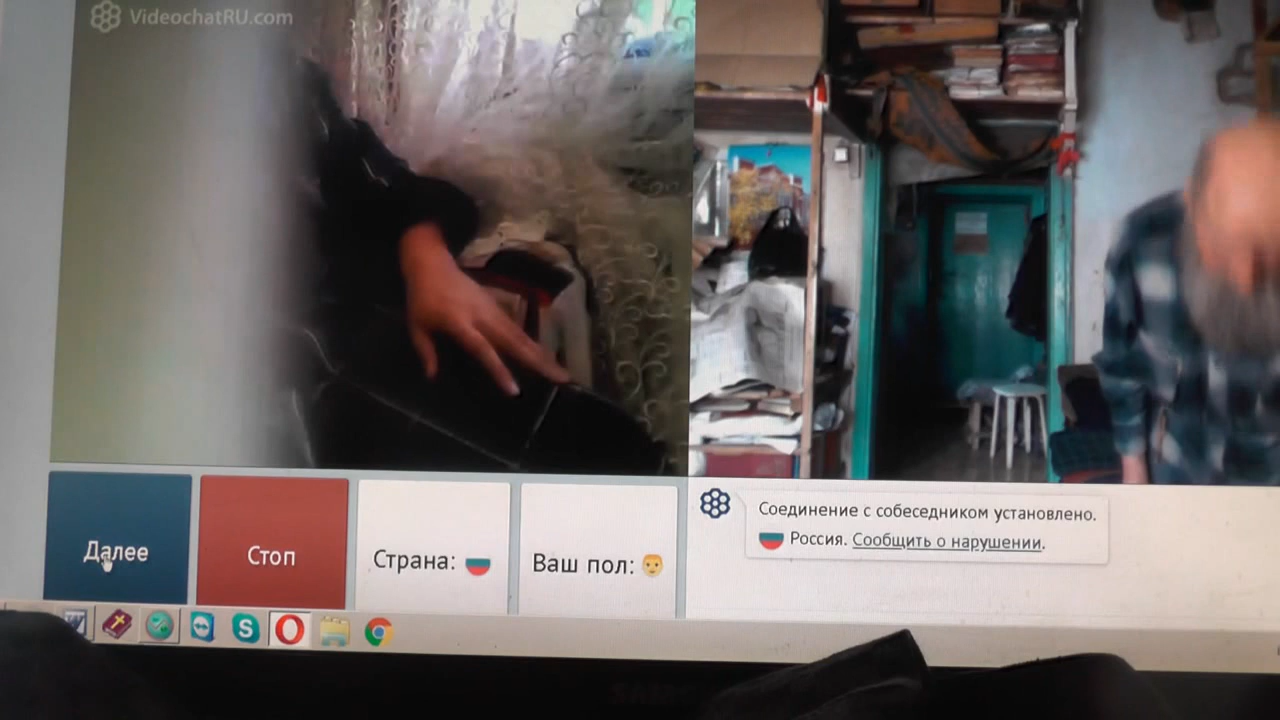 VideochatRU.com
Соединение с собеседником установлено.
Россия. Сообщить о нарушении.
Далее
Стоп
Страна:
Ваш пол: